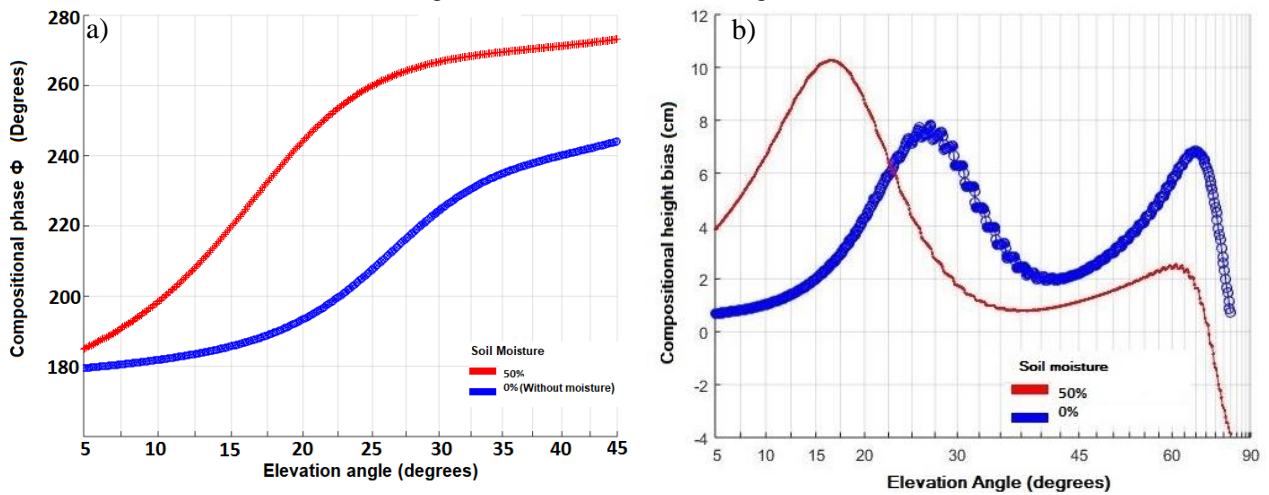 a)
280
260
240
220
200
180
Compositional phase Φ (Degrees)
5 10 15 20 25 30 35 40 45
Elevation angle (degrees)
Soil Moisture
50%
0%(Without moisture)
b)
12
10
8
6
4
2
0
-2
-4
Compositional height bias (cm)
5 10 15 20 30 45 60 90
Elevation Angle (degrees)
Soil moisture
50%
0%